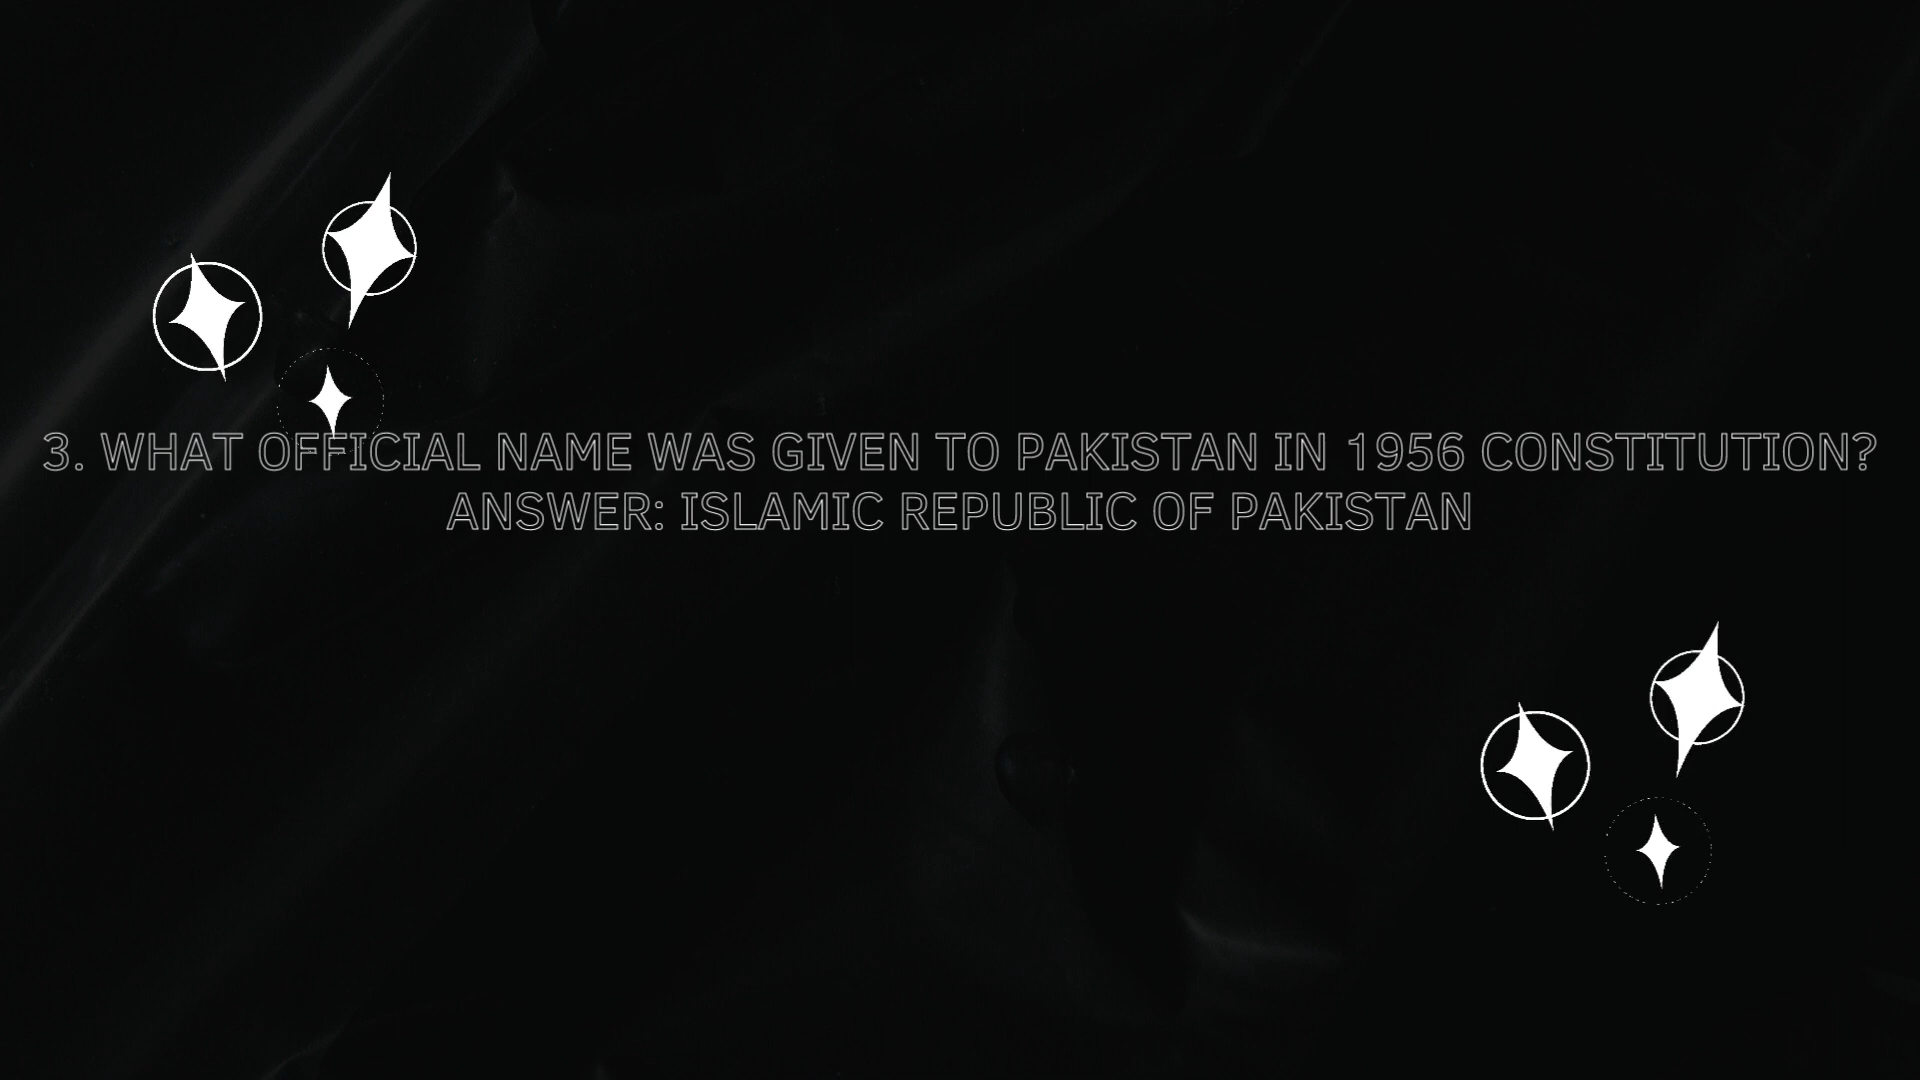 3. WHAT OFFICIAL NAME WAS GIVEN TO PAKISTAN IN 1956 CONSTITUTION?
ANSWER: ISLAMIC REPUBLIC OF PAKISTAN